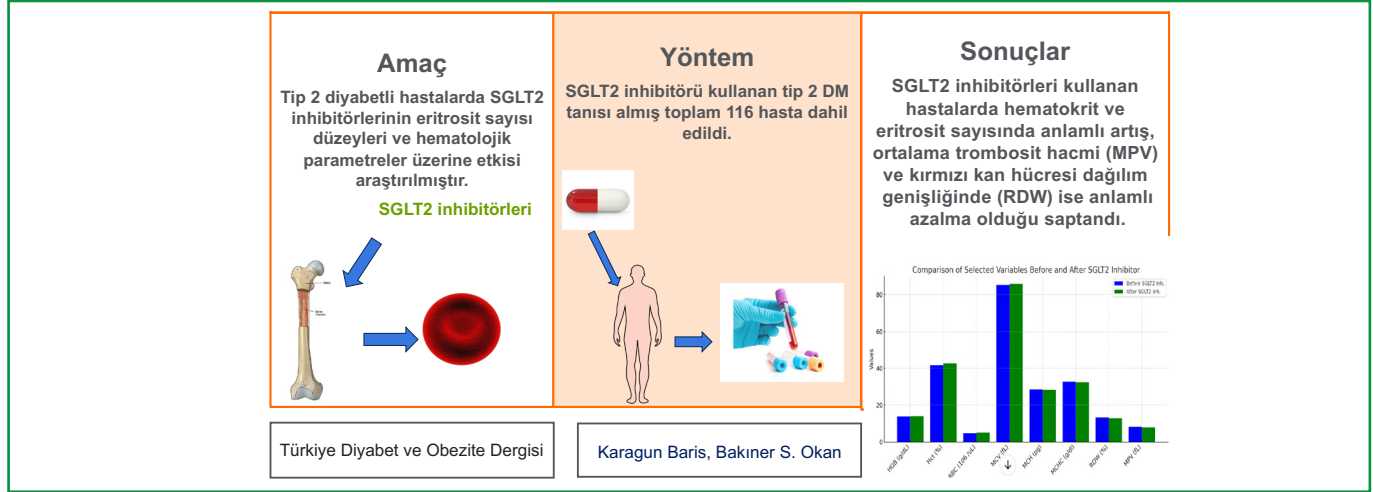 Amaç
Tip 2 diyabetli hastalarda SGLT2
inhibitörlerinin eritrosit sayısı
düzeyleri ve hematolojik
parametreler üzerine etkisi
araştırılmıştır.
SGLT2 inhibitörleri
Yöntem
SGLT2 inhibitörü kullanan tip 2 DM
tanısı almış toplam 116 hasta dahil
edildi.
Sonuçlar
SGLT2 inhibitörleri kullanan
hastalarda hematokrit ve
eritrosit sayısında anlamlı artış,
ortalama trombosit hacmi (MPV)
ve kırmızı kan hücresi dağılım
genişliğinde (RDW) ise anlamlı
azalma olduğu saptandı.
Comparison of Selected Variables Before and After SGLT2 Inhibitor
Before SGLT2 Inh.
After SGLT2 Inh.
Values
80
60
40
20
0
HGB (g/dL)
Hct (%)
RBC (106 /uL)
MCV (fL)
MCH (pg)
MCHC (g/dl)
RDW (%)
MPV (fL)
Türkiye Diyabet ve Obezite Dergisi
Karagun Baris, Bakıner S. Okan